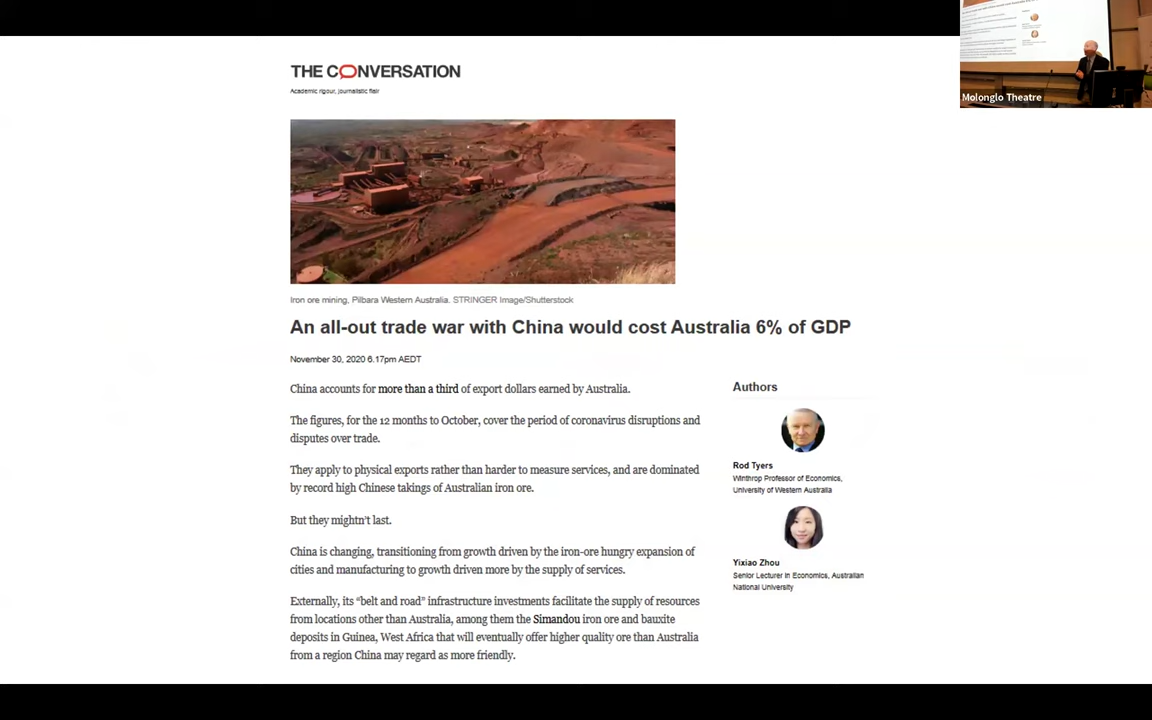 THE CONVERSATION
Academic rigour, journalistic flair
Molonglo Theatre
Iron ore mining, Pilbara Western Australia. STRINGER Image/Shutterstock
An all-out trade war with China would cost Australia 6% of GDP
November 30, 2020 6.17pm AEDT
China accounts for more than a third of export dollars earned by Australia.
The figures, for the 12 months to October, cover the period of coronavirus disruptions and
disputes over trade.
They apply to physical exports rather than harder to measure services, and are dominated
by record high Chinese takings of Australian iron ore.
But they mightn't last.
China is changing, transitioning from growth driven by the iron-ore hungry expansion of
cities and manufacturing to growth driven more by the supply of services.
Externally, its “belt and road” infrastructure investments facilitate the supply of resources
from locations other than Australia, among them the Simandou iron ore and bauxite
deposits in Guinea, West Africa that will eventually offer higher quality ore than Australia
from a region China may regard as more friendly.
Authors
Rod Tyers
Winthrop Professor of Economics,
University of Western Australia
Yixiao Zhou
Senior Lecturer in Economics, Australian
National University